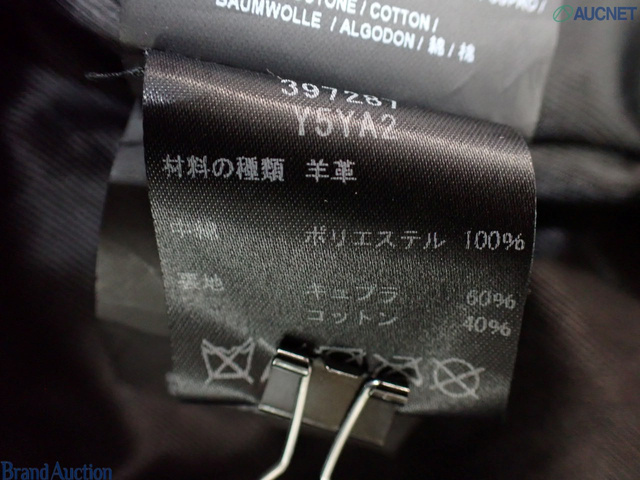 AUCNET
COTONE / COTTON /
BAUMWOLLE / ALGODON / 綿 / 棉
397281
Y5YA2
材料の種類 羊革
中綿 ポリエステル 100%
裏地 キュプラ 60%
コットン 40%
Brand Auction